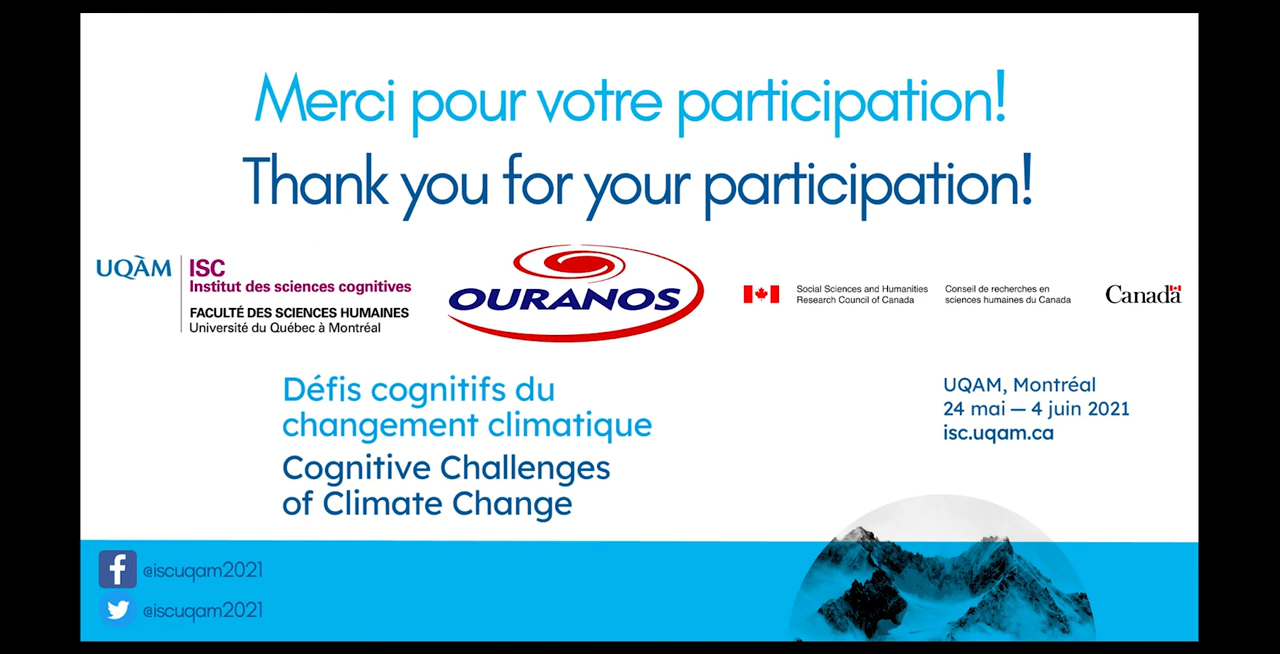 Merci pour votre participation!
Thank you for your participation!
UQÀM
ISC
Institut des sciences cognitives
FACULTÉ DES SCIENCES HUMAINES
Université du Québec à Montréal
OURANOS
Social Sciences and Humanities
Research Council of Canada
Conseil de recherches en
sciences humaines du Canada
Canada
Défis cognitifs du
changement climatique
Cognitive Challenges
of Climate Change
UQAM, Montréal
24 mai — 4 juin 2021
isc.uqam.ca
@iscuqam2021
@iscuqam2021